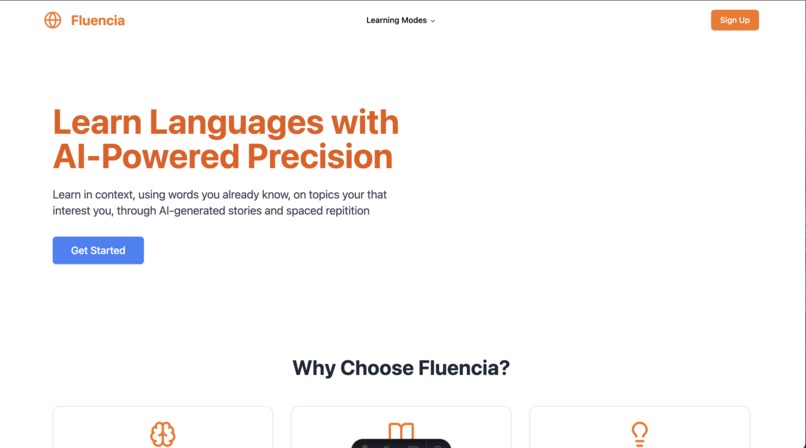 Fluencia
Learning Modes
Sign Up
Learn Languages with
AI-Powered Precision
Learn in context, using words you already know, on topics your that
interest you, through AI-generated stories and spaced repitition
Get Started
Why Choose Fluencia?